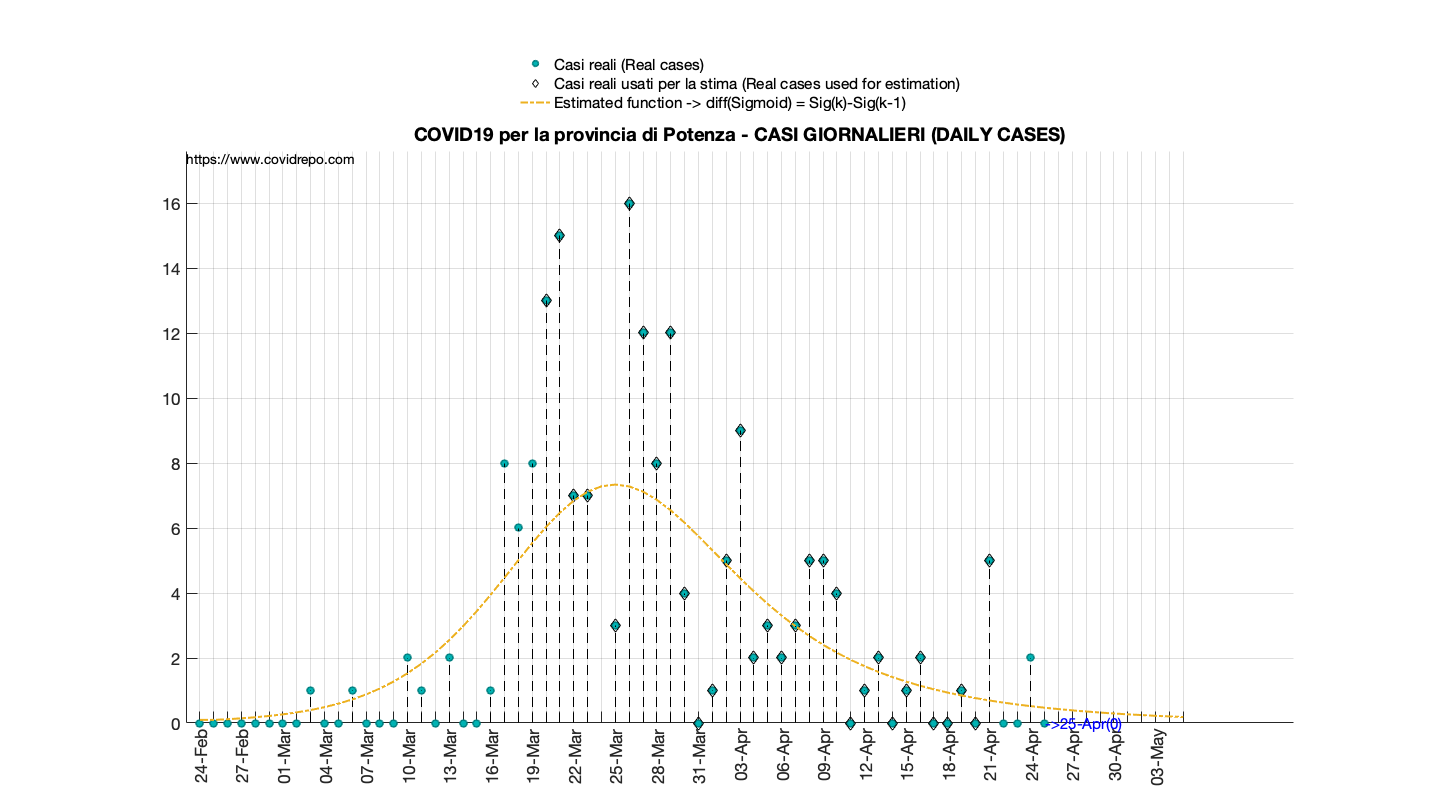 Casi reali (Real cases)
Casi reali usati per la stima (Real cases used for estimation)
Estimated function -> diff(Sigmoid) = Sig(k)-Sig(k-1)
COVID19 per la provincia di Potenza - CASI GIORNALIERI (DAILY CASES)
https://www.covidrepo.com
16
14
12
10
8
6
4
2
0
->25-Apr(0)
24-Feb
27-Feb
01-Mar
04-Mar
07-Mar
10-Mar
13-Mar
16-Mar
19-Mar
22-Mar
25-Mar
28-Mar
31-Mar
03-Apr
06-Apr
09-Apr
12-Apr
15-Apr
18-Apr
21-Apr
24-Apr
27-Apr
30-Apr
03-May